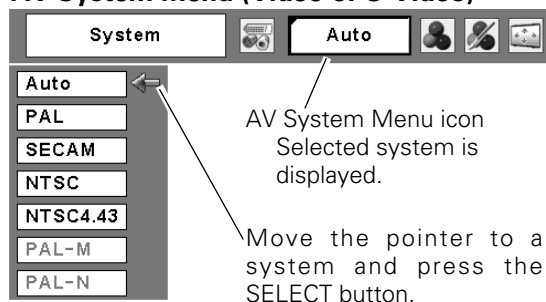 AV System Menu (Video or S-Video)
System
Auto
Auto
PAL
SECAM
NTSC
NTSC4.43
PAL-M
PAL-N
AV System Menu icon
Selected system is
displayed.
Move the pointer to a
system and press the
SELECT button.